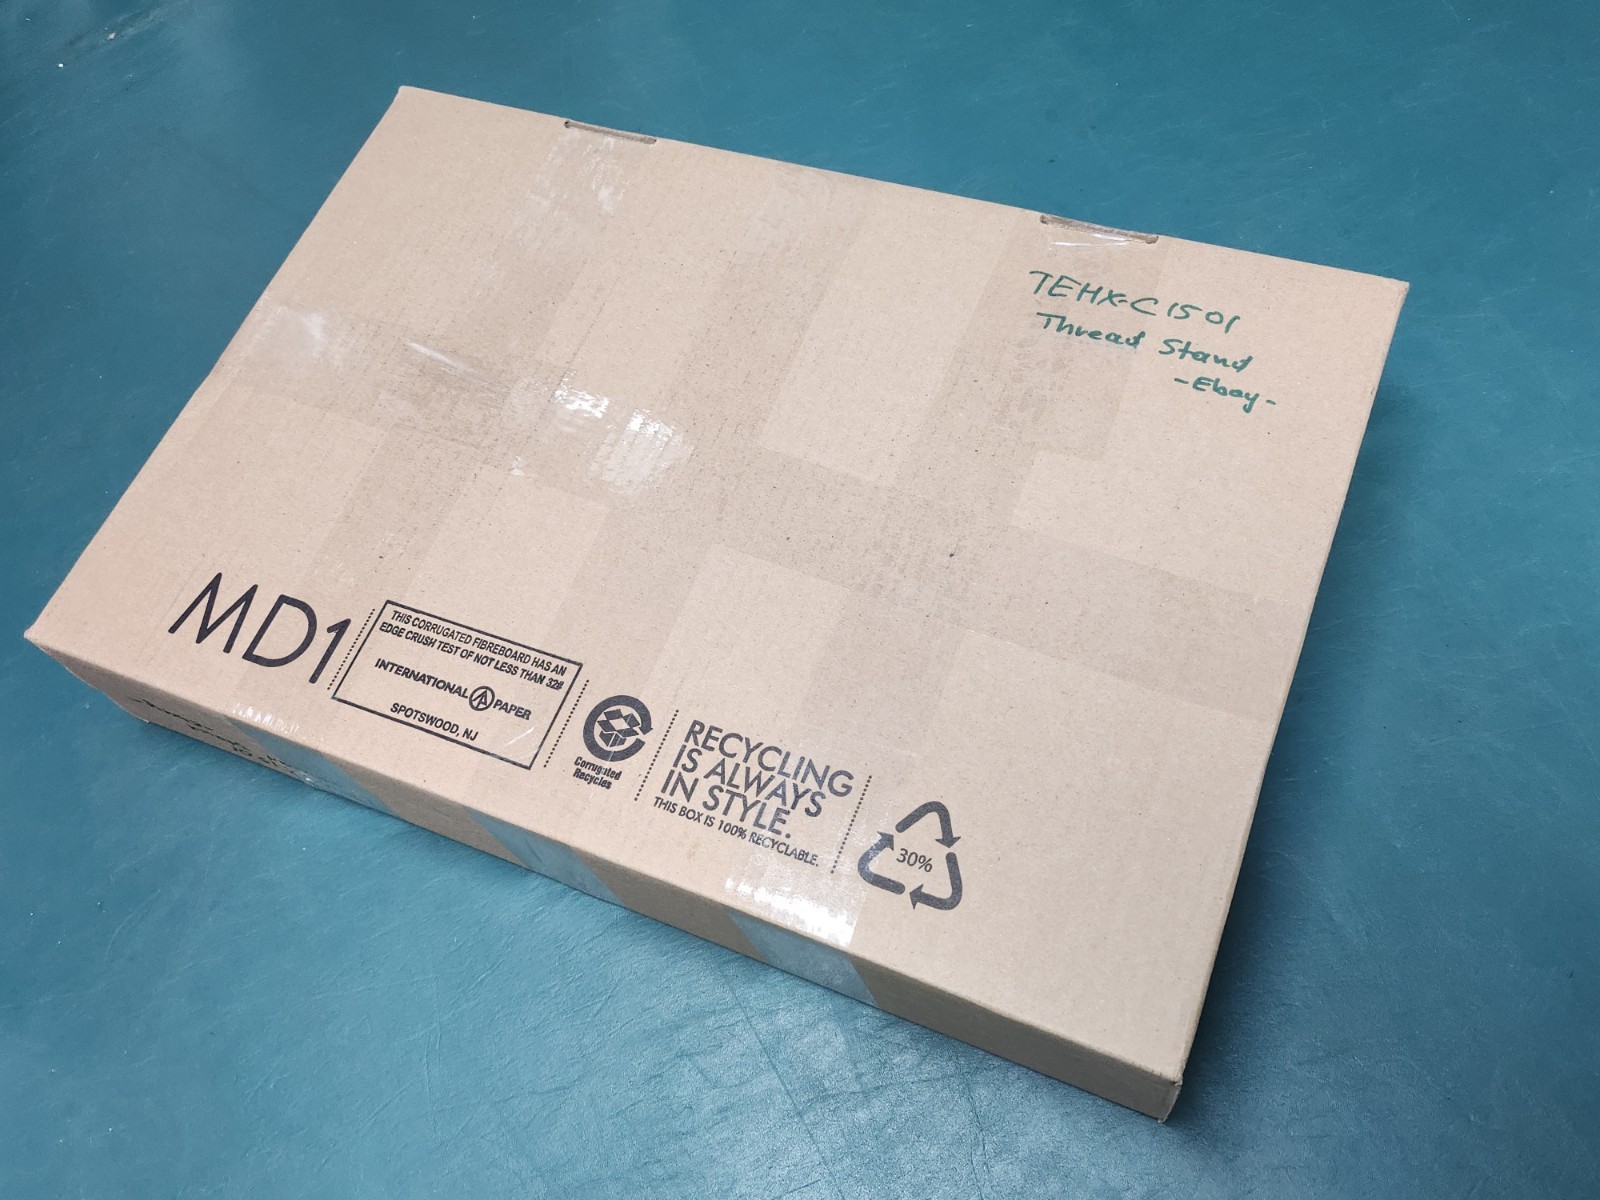 TEHX-C1501
Thread Stand
-Ebay-
MD1
THIS CORRUGATED FIBREBOARD HAS AN
EDGE CRUSH TEST OF NOT LESS THAN 32#
INTERNATIONAL PAPER
SPOTSWOOD, NJ
Corrugated
Recycles
RECYCLING
IS ALWAYS
IN STYLE.
THIS BOX IS 100% RECYCLABLE.
30%